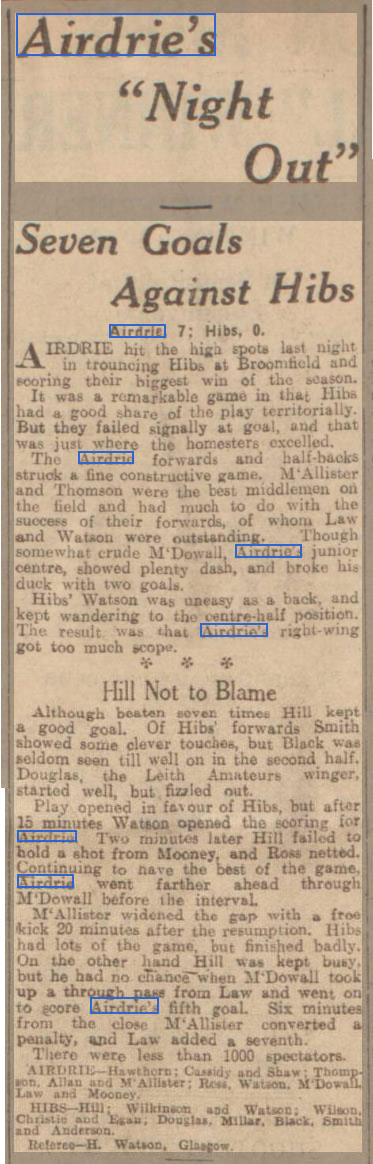 Airdrie's
"Night
Out"
Seven Goals
Against Hibs
Airdrie 7; Hibs, 0.
AIRDRIE hit the high spots last night
in trouncing Hibs at Broomfield and
scoring their biggest win of the season.
It was a remarkable game in that Hibs
had a good share of the play territorially.
But they failed signally at goal, and that
was just where the homesters excelled.
The Airdrie forwards and half-backs
struck a fine constructive game. M'Allister
and Thomson were the best middlemen on
the field and had much to do with the
success of their forwards, of whom Law
and Watson were outstanding. Though
somewhat crude M'Dowall, Airdrie's junior
centre, showed plenty dash, and broke his
duck with two goals.
Hibs' Watson was uneasy as a back, and
kept wandering to the centre-half position.
The result was that Airdrie's right-wing
got too much scope.
* * *
Hill Not to Blame
Although beaten seven times Hill kept
a good goal. Of Hibs' forwards Smith
showed some clever touches, but Black was
seldom seen till well on in the second half.
Douglas, the Leith Amateurs winger,
started well, but fizzled out.
Play opened in favour of Hibs, but after
15 minutes Watson opened the scoring for
Airdrie. Two minutes later Hill failed to
hold a shot from Mooney, and Ross netted.
Continuing to have the best of the game,
Airdrie went farther ahead through
M'Dowall before the interval.
M'Allister widened the gap with a free
kick 20 minutes after the resumption. Hibs
had lots of the game, but finished badly.
On the other hand Hill was kept busy,
but he had no chance when M'Dowall took
up a through pass from Law and went on
to score Airdrie's fifth goal. Six minutes
from the close M'Allister converted a
penalty, and Law added a seventh.
There were less than 1000 spectators.
AIRDRIE—Hawthorn; Cassidy and Shaw; Thomp-
son, Allan and M'Allister; Ross, Watson, M'Dowall,
Law and Mooney.
HIBS—Hill; Wilkinson and Watson; Wilson,
Christie and Egan; Douglas, Millar, Black, Smith
and Anderson.
Referee—H. Watson, Glasgow.